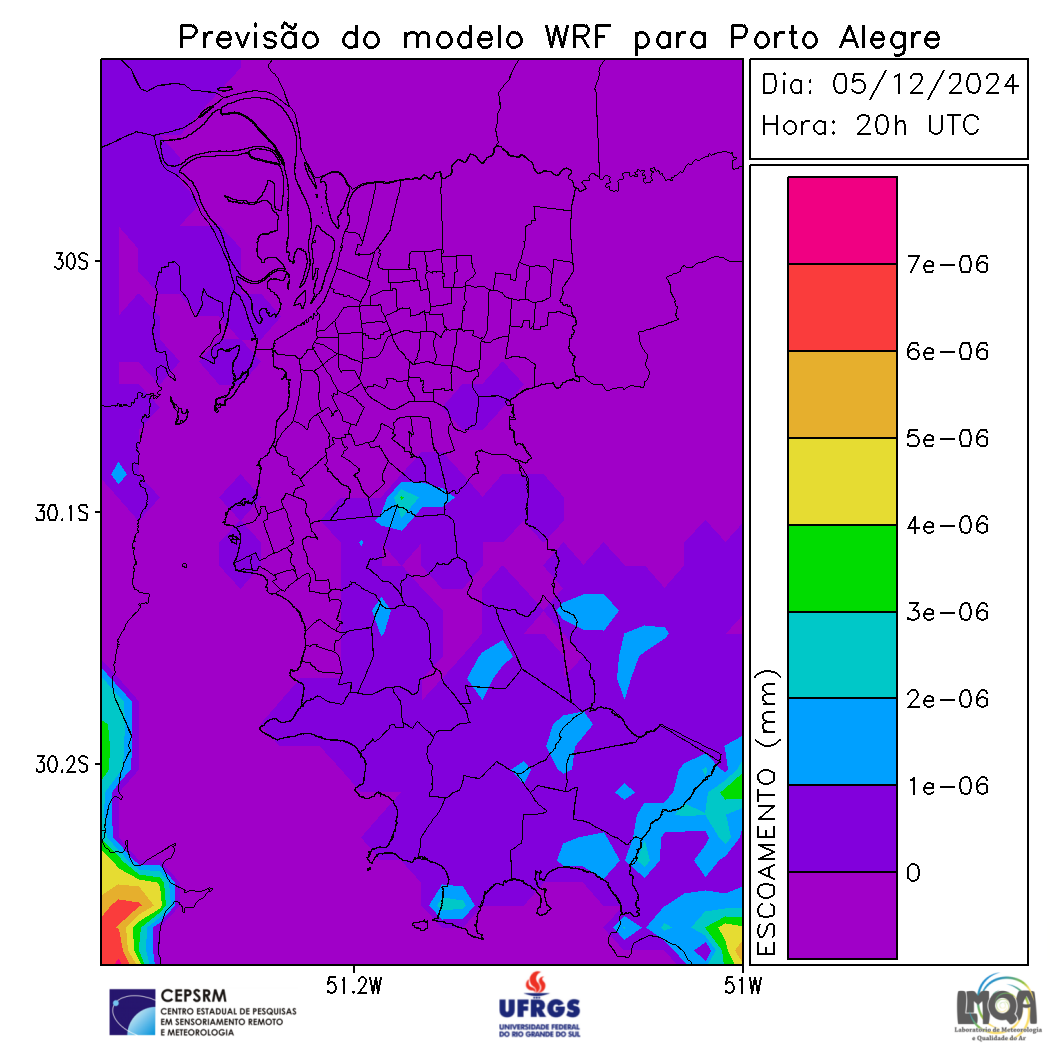 Previsão do modelo WRF para Porto Alegre
Dia: 05/12/2024
Hora: 20h UTC
30S
30.1S
30.2S
51.2W
51W
ESCOAMENTO (mm)
7e-06
6e-06
5e-06
4e-06
3e-06
2e-06
1e-06
0
CEPSRM
CENTRO ESTADUAL DE PESQUISAS
EM SENSORIAMENTO REMOTO
E METEOROLOGIA
UFRGS
UNIVERSIDADE FEDERAL
DO RIO GRANDE DO SUL
LMQA
Laboratório de Meteorologia
e Qualidade do Ar